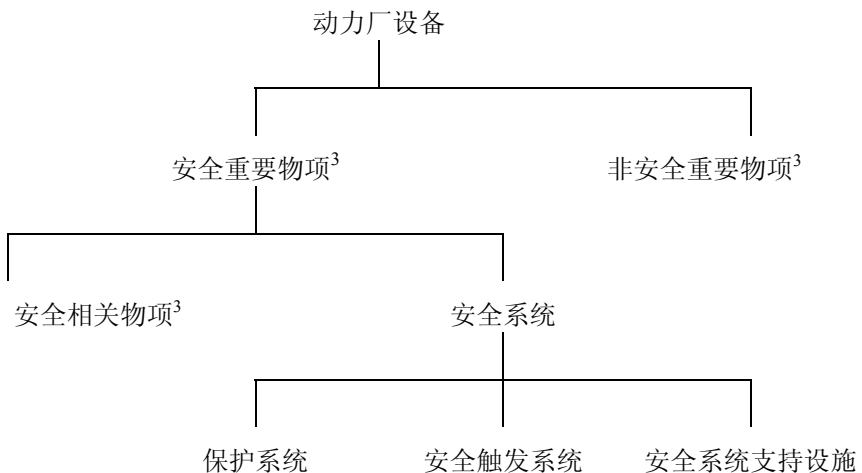 动力厂设备
安全重要物项³ 非安全重要物项³
安全相关物项³ 安全系统
保护系统 安全触发系统 安全系统支持设施